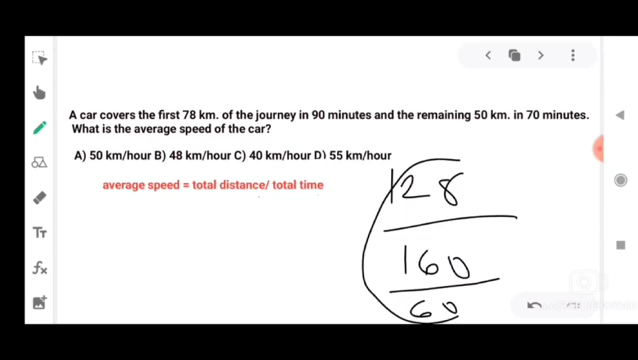 A car covers the first 78 km. of the journey in 90 minutes and the remaining 50 km. in 70 minutes.
What is the average speed of the car?
A) 50 km/hour B) 48 km/hour C) 40 km/hour D) 55 km/hour
average speed = total distance/ total time
128
160
60
Tт
fx